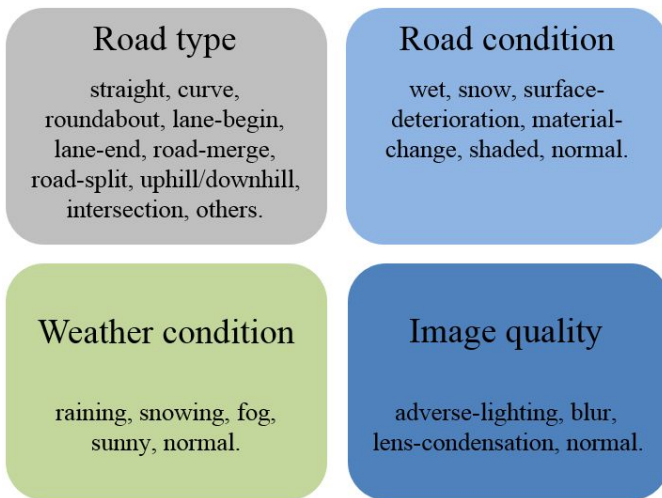 Road type
straight, curve,
roundabout, lane-begin,
lane-end, road-merge,
road-split, uphill/downhill,
intersection, others.
Road condition
wet, snow, surface-
deterioration, material-
change, shaded, normal.
Weather condition
raining, snowing, fog,
sunny, normal.
Image quality
adverse-lighting, blur,
lens-condensation, normal.